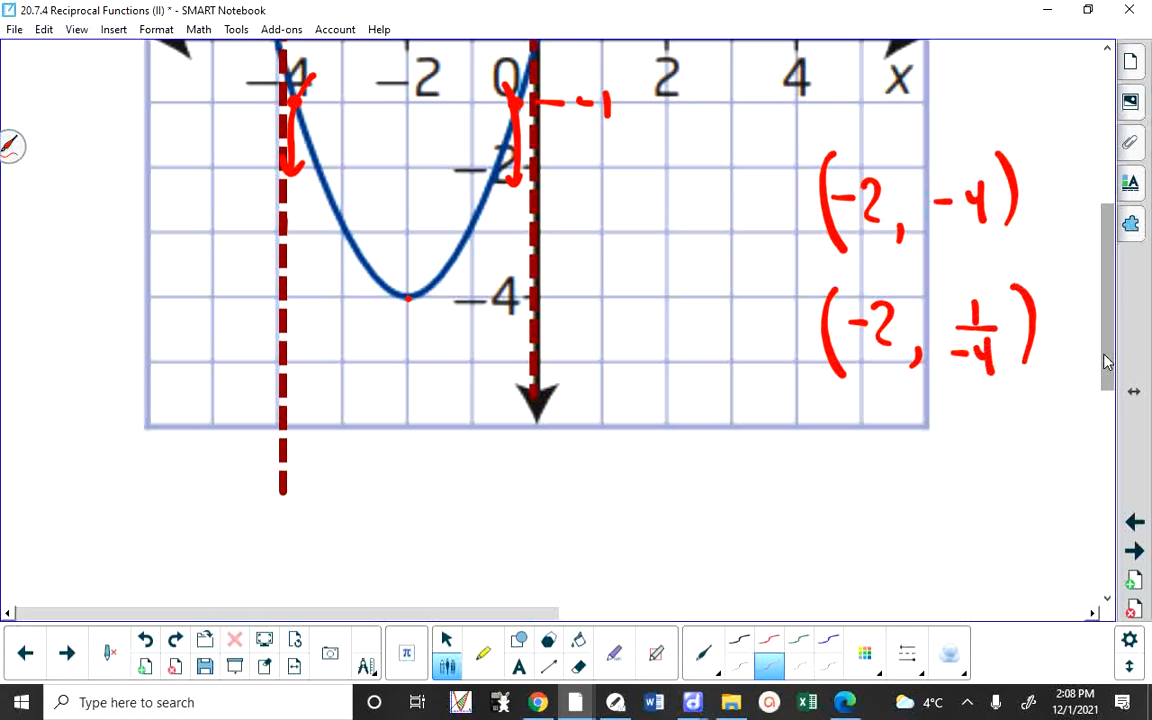 20.7.4 Reciprocal Functions (II) * - SMART Notebook
File Edit View Insert Format Math Tools Add-ons Account Help
−4 −2 0 2 4 x
-1
−2
(-2, -4)
−4
(-2, 1/-4)
Type here to search
4°C
2:08 PM
12/1/2021